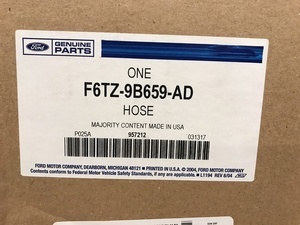 Ford
GENUINE
PARTS
ONE
F6TZ-9B659-AD
HOSE
MAJORITY CONTENT MADE IN USA
P025A 957212 031317
FORD MOTOR COMPANY, DEARBORN, MICHIGAN 48121 • PRINTED IN U.S.A. © 2004, FORD MOTOR COMPANY
Contents conform to Federal Motor Vehicle Safety Standards, if any are applicable. • L1194 REV 8/04